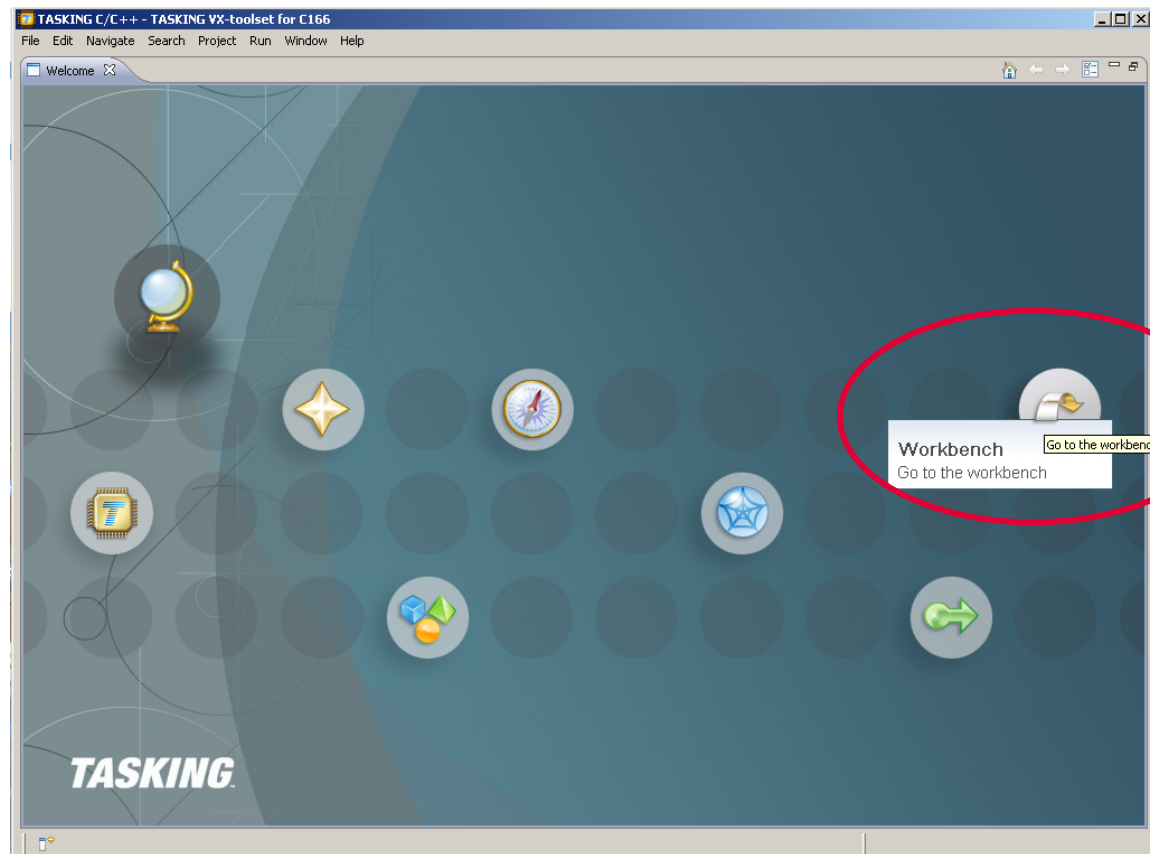 TASKING C/C++ - TASKING VX-toolset for C166
File Edit Navigate Search Project Run Window Help
Welcome
Workbench
Go to the workbench
Go to the workbenc
T
TASKING